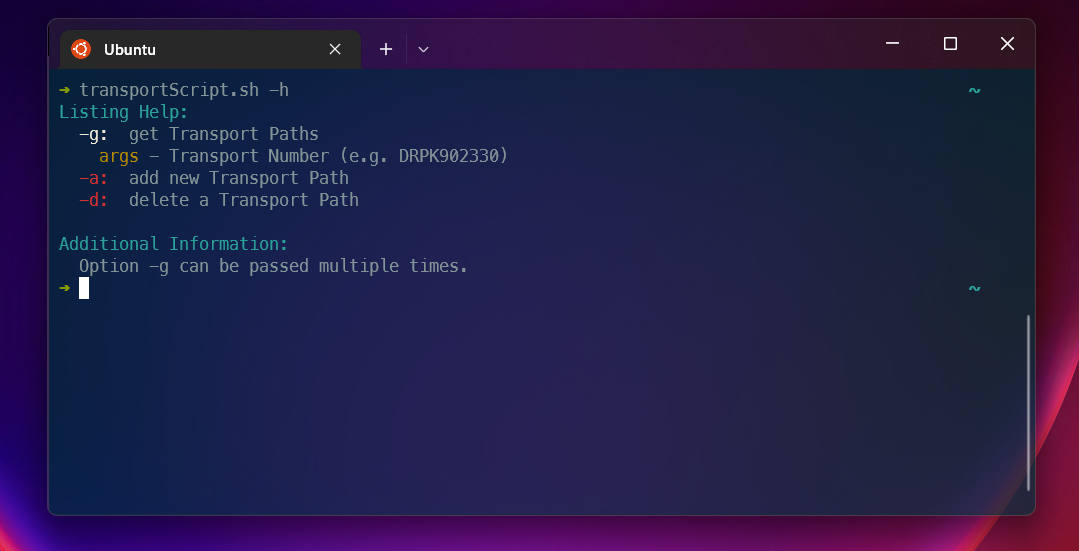 Ubuntu
➜ transportScript.sh -h ~
Listing Help:
-g: get Transport Paths
args - Transport Number (e.g. DRPK902330)
-a: add new Transport Path
-d: delete a Transport Path
Additional Information:
Option -g can be passed multiple times.
➜ ~